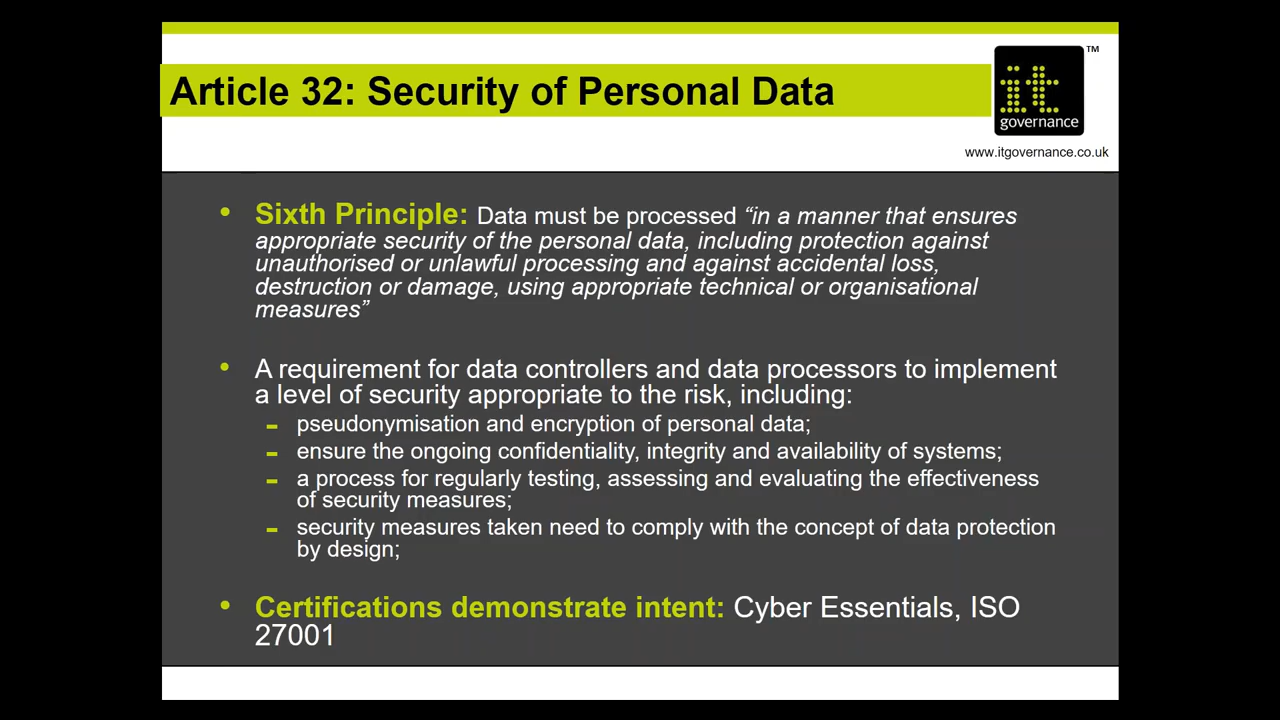 Article 32: Security of Personal Data
TM
it
governance
www.itgovernance.co.uk
• Sixth Principle: Data must be processed “in a manner that ensures
appropriate security of the personal data, including protection against
unauthorised or unlawful processing and against accidental loss,
destruction or damage, using appropriate technical or organisational
measures”
• A requirement for data controllers and data processors to implement
a level of security appropriate to the risk, including:
- pseudonymisation and encryption of personal data;
- ensure the ongoing confidentiality, integrity and availability of systems;
- a process for regularly testing, assessing and evaluating the effectiveness
of security measures;
- security measures taken need to comply with the concept of data protection
by design;
• Certifications demonstrate intent: Cyber Essentials, ISO
27001